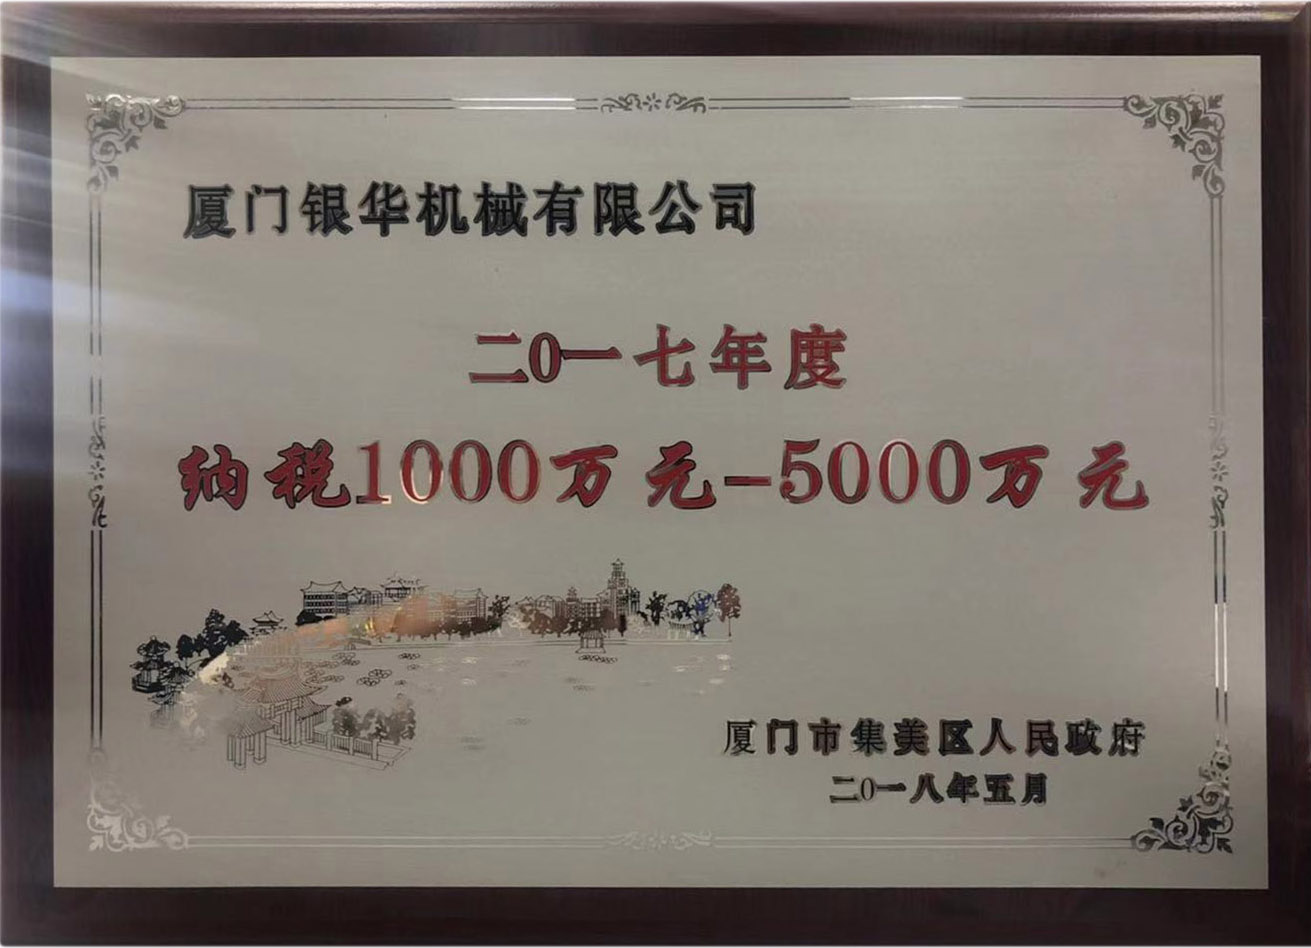 厦门银华机械有限公司
二0一七年度
纳税1000万元-5000万元
厦门市集美区人民政府
二0一八年五月